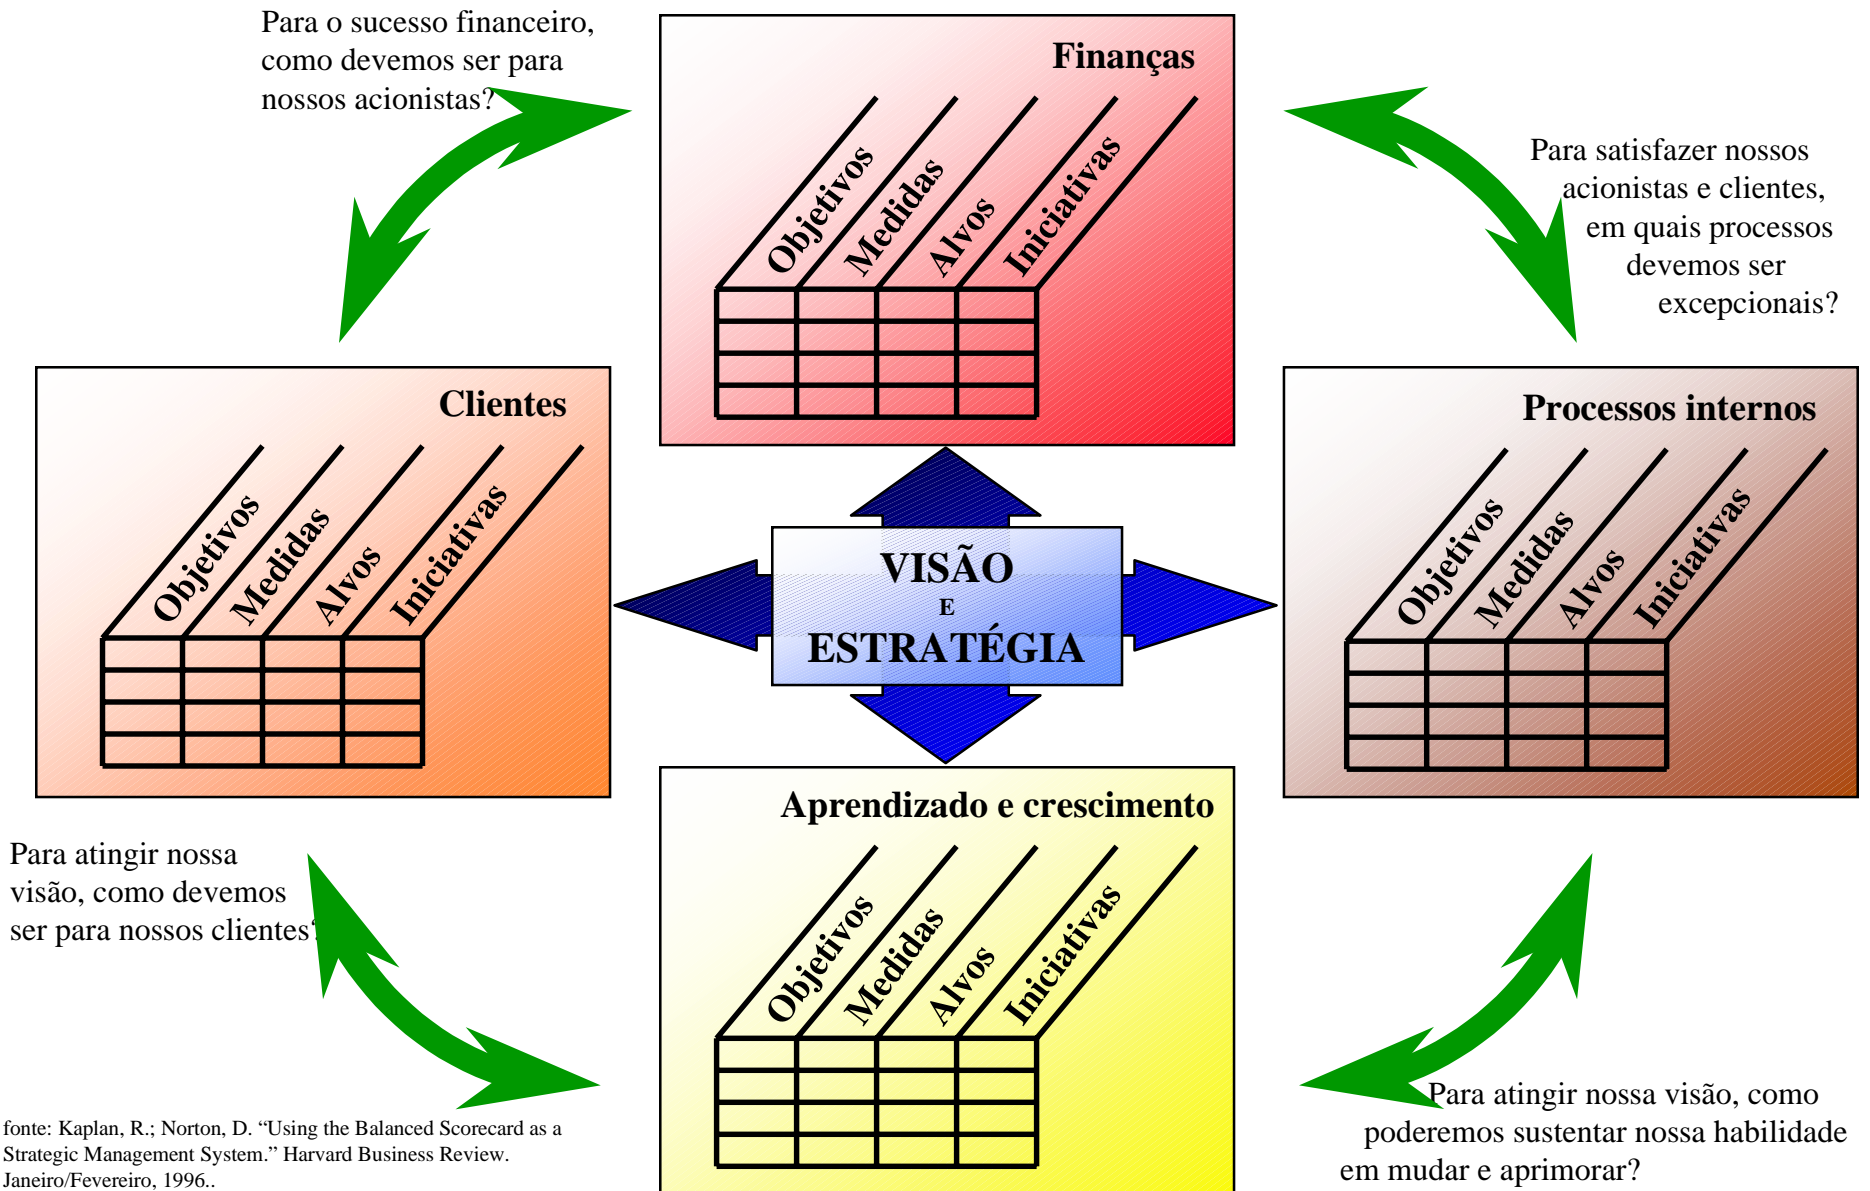 Para o sucesso financeiro,
como devemos ser para
nossos acionistas?
Finanças
Objetivos
Medidas
Alvos
Iniciativas
Para satisfazer nossos
acionistas e clientes,
em quais processos
devemos ser
excepcionais?
Clientes
Objetivos
Medidas
Alvos
Iniciativas
VISÃO
E
ESTRATÉGIA
Processos internos
Objetivos
Medidas
Alvos
Iniciativas
Para atingir nossa
visão, como devemos
ser para nossos clientes?
Aprendizado e crescimento
Objetivos
Medidas
Alvos
Iniciativas
Para atingir nossa visão, como
poderemos sustentar nossa habilidade
em mudar e aprimorar?
fonte: Kaplan, R.; Norton, D. “Using the Balanced Scorecard as a
Strategic Management System.” Harvard Business Review.
Janeiro/Fevereiro, 1996..